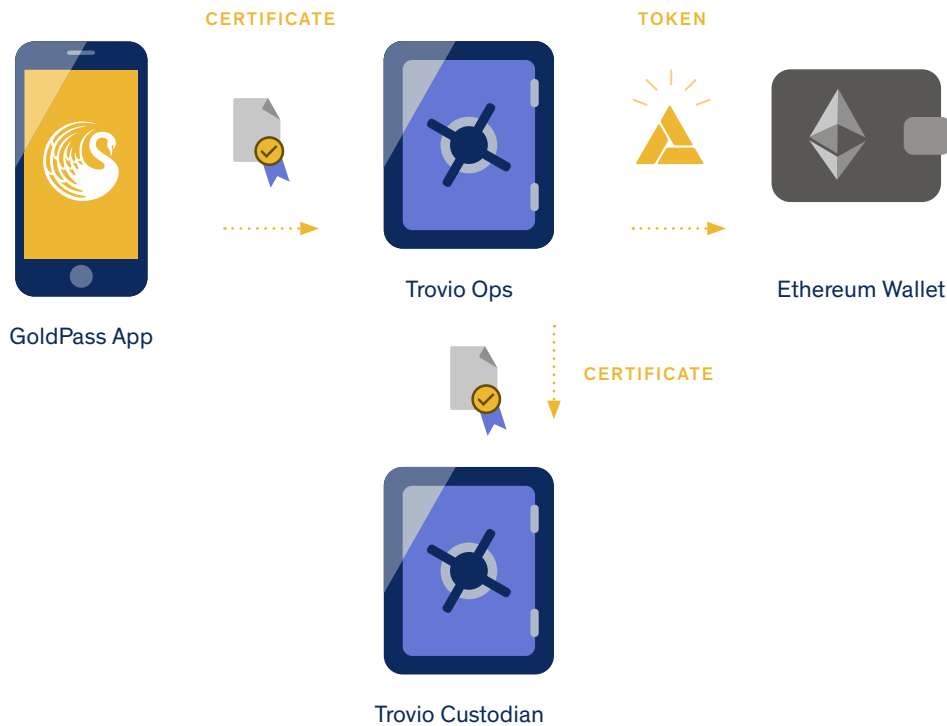 CERTIFICATE
TOKEN
GoldPass App
Trovio Ops
Ethereum Wallet
CERTIFICATE
Trovio Custodian